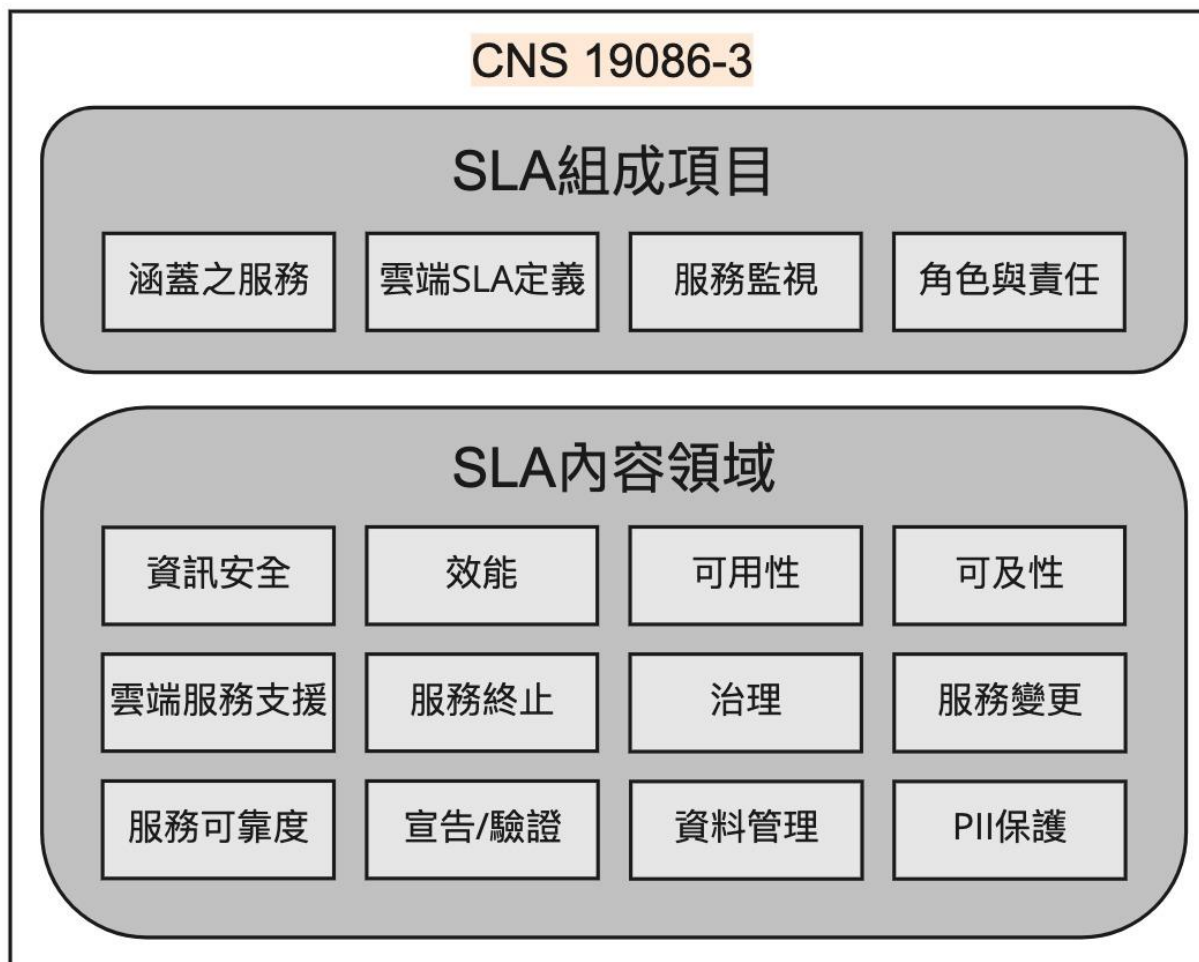 CNS 19086-3
SLA組成項目
涵蓋之服務
雲端SLA定義
服務監視
角色與責任
SLA內容領域
資訊安全
效能
可用性
可及性
雲端服務支援
服務終止
治理
服務變更
服務可靠度
宣告/驗證
資料管理
PII保護